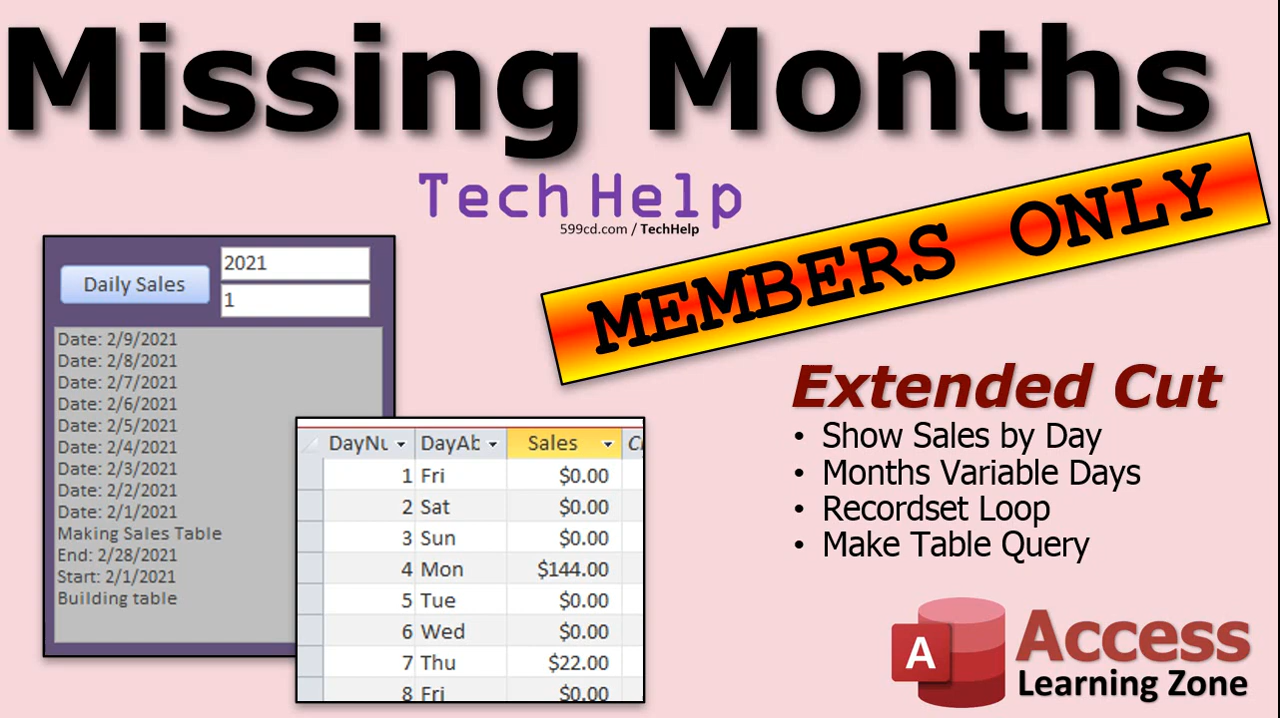 Missing Months
Tech Help
599cd.com / TechHelp
MEMBERS ONLY
Daily Sales
2021
1
Date: 2/9/2021
Date: 2/8/2021
Date: 2/7/2021
Date: 2/6/2021
Date: 2/5/2021
Date: 2/4/2021
Date: 2/3/2021
Date: 2/2/2021
Date: 2/1/2021
Making Sales Table
End: 2/28/2021
Start: 2/1/2021
Building table
DayNu DayAb Sales
1 Fri $0.00
2 Sat $0.00
3 Sun $0.00
4 Mon $144.00
5 Tue $0.00
6 Wed $0.00
7 Thu $22.00
8 Fri $0.00
Extended Cut
• Show Sales by Day
• Months Variable Days
• Recordset Loop
• Make Table Query
A
Access
Learning Zone